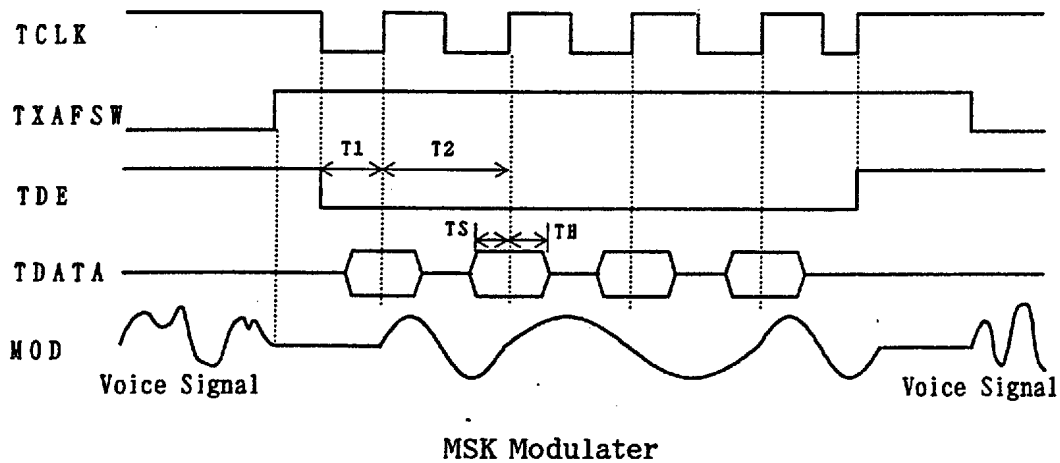 TCLK
TXAFSW
T1 T2
TDE
TS TH
TDATA
MOD
Voice Signal Voice Signal
MSK Modulater